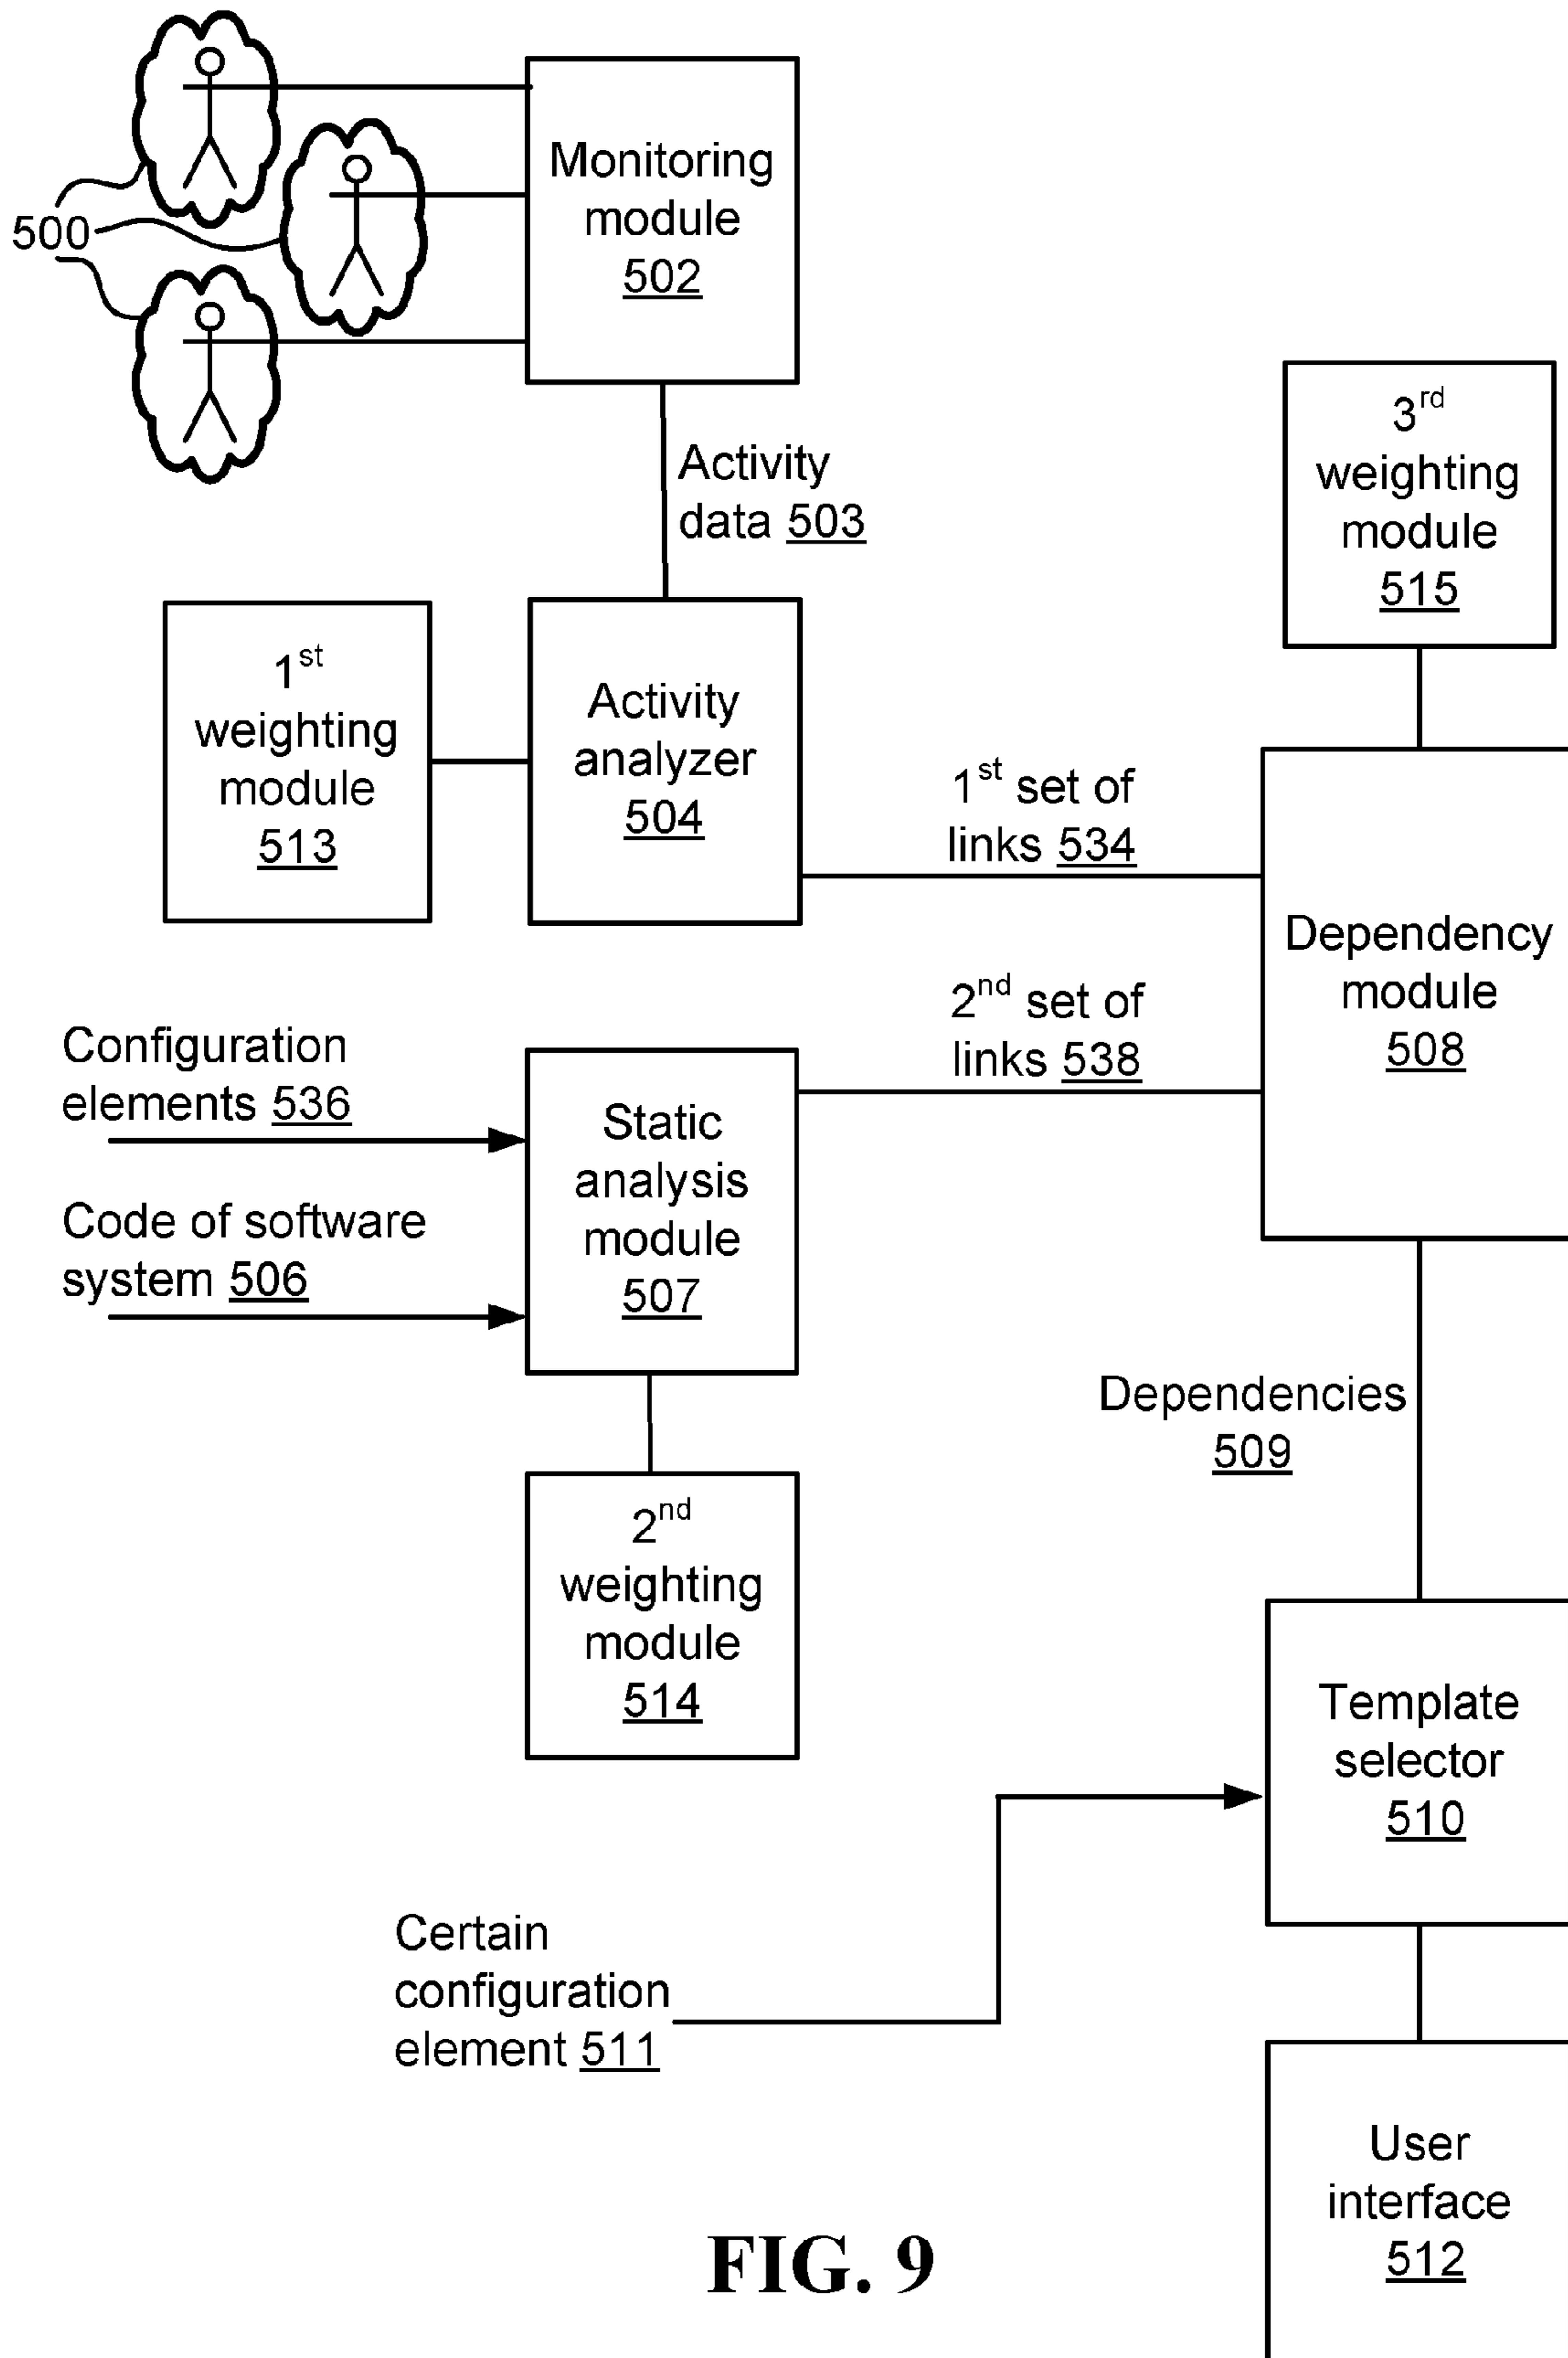 500
Monitoring
module
502
Activity
data 503
3rd
weighting
module
515
1st
weighting
module
513
Activity
analyzer
504
1st set of
links 534
Dependency
module
508
2nd set of
links 538
Configuration
elements 536
Code of software
system 506
Static
analysis
module
507
Dependencies
509
2nd
weighting
module
514
Template
selector
510
Certain
configuration
element 511
User
interface
512
FIG. 9